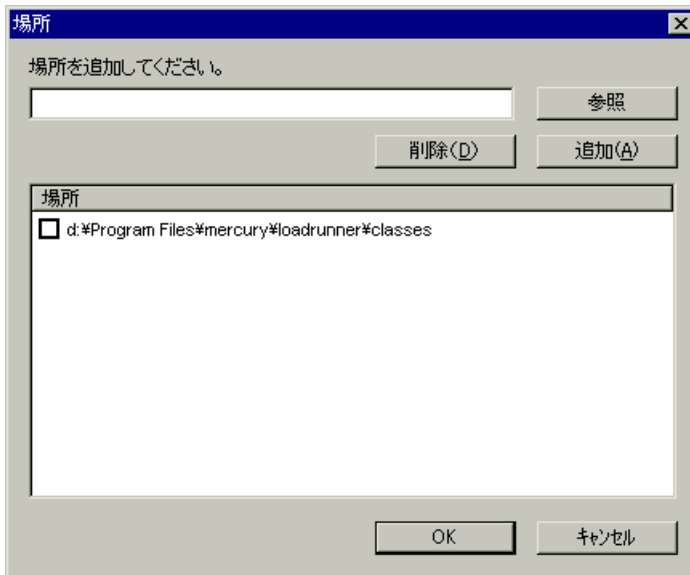 場所
場所を追加してください。
参照
削除(D)
追加(A)
場所
d:¥Program Files¥mercury¥loadrunner¥classes
OK
ｷｬﾝｾﾙ